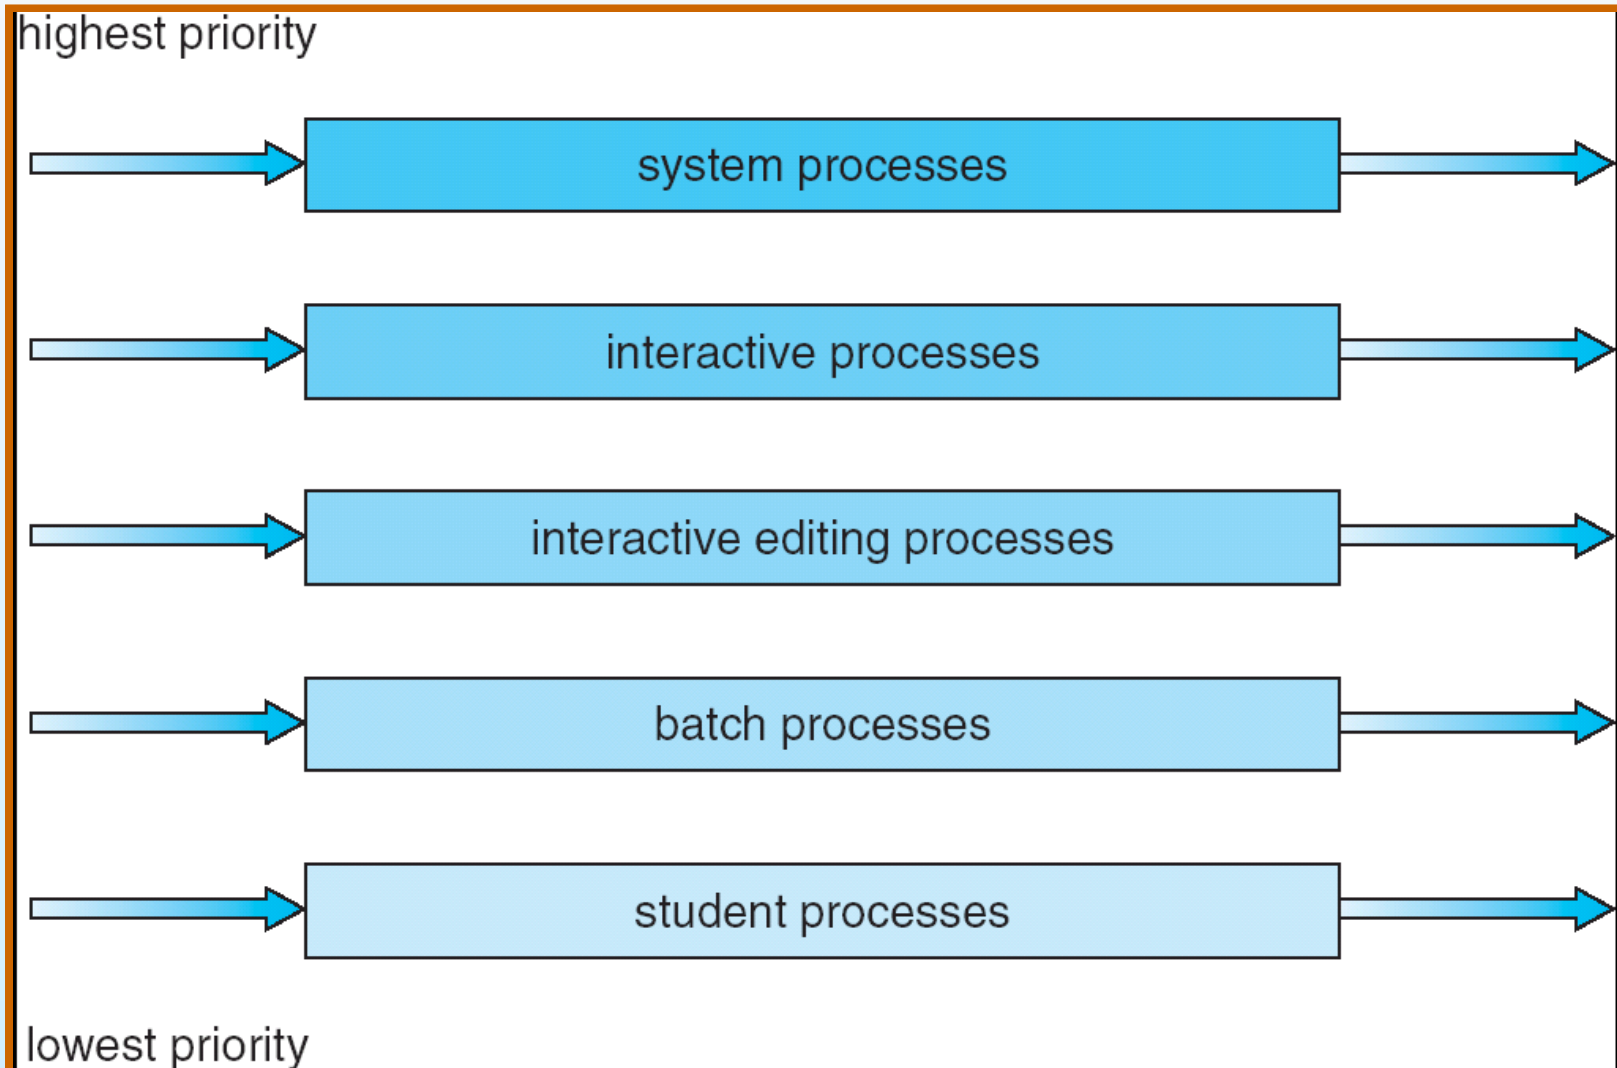 highest priority
system processes
interactive processes
interactive editing processes
batch processes
student processes
lowest priority